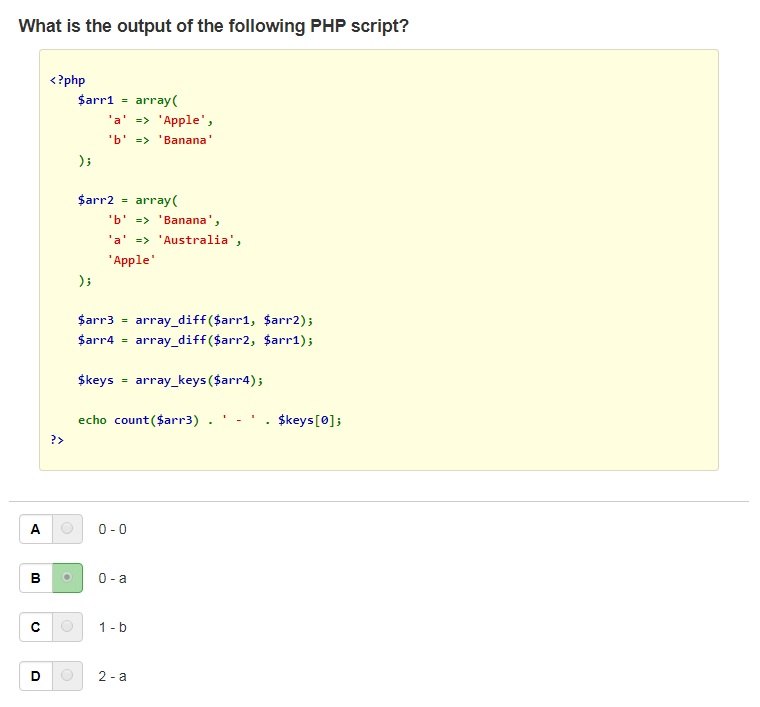 What is the output of the following PHP script?
<?php
    $arr1 = array(
        'a' => 'Apple',
        'b' => 'Banana'
    );

    $arr2 = array(
        'b' => 'Banana',
        'a' => 'Australia',
        'Apple'
    );

    $arr3 = array_diff($arr1, $arr2);
    $arr4 = array_diff($arr2, $arr1);

    $keys = array_keys($arr4);

    echo count($arr3) . ' - ' . $keys[0];
?>
A 0 - 0
B 0 - a
C 1 - b
D 2 - a